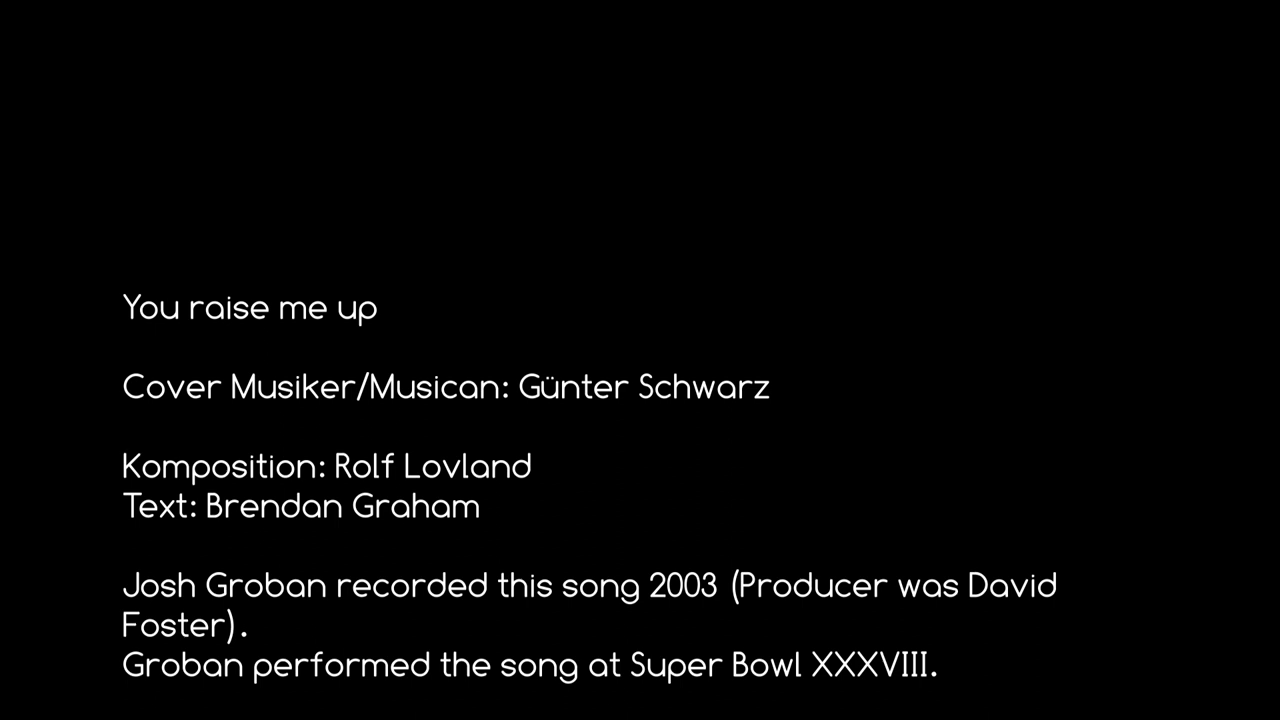 You raise me up
Cover Musiker/Musican: Günter Schwarz
Komposition: Rolf Lovland
Text: Brendan Graham
Josh Groban recorded this song 2003 (Producer was David
Foster).
Groban performed the song at Super Bowl XXXVIII.